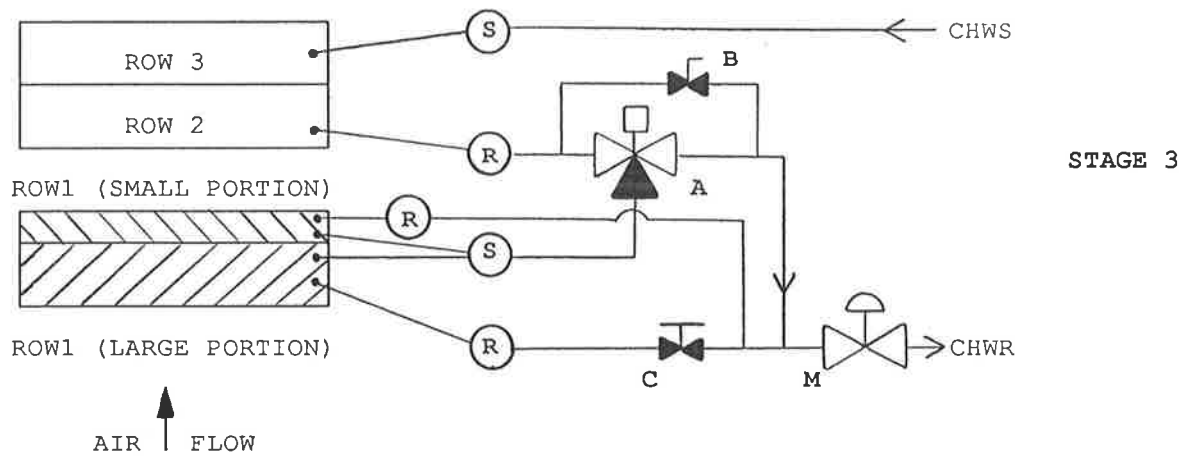 S
CHWS
ROW 3
B
ROW 2
R
STAGE 3
A
ROW1 (SMALL PORTION)
R
S
R
ROW1 (LARGE PORTION)
C
M
CHWR
AIR FLOW